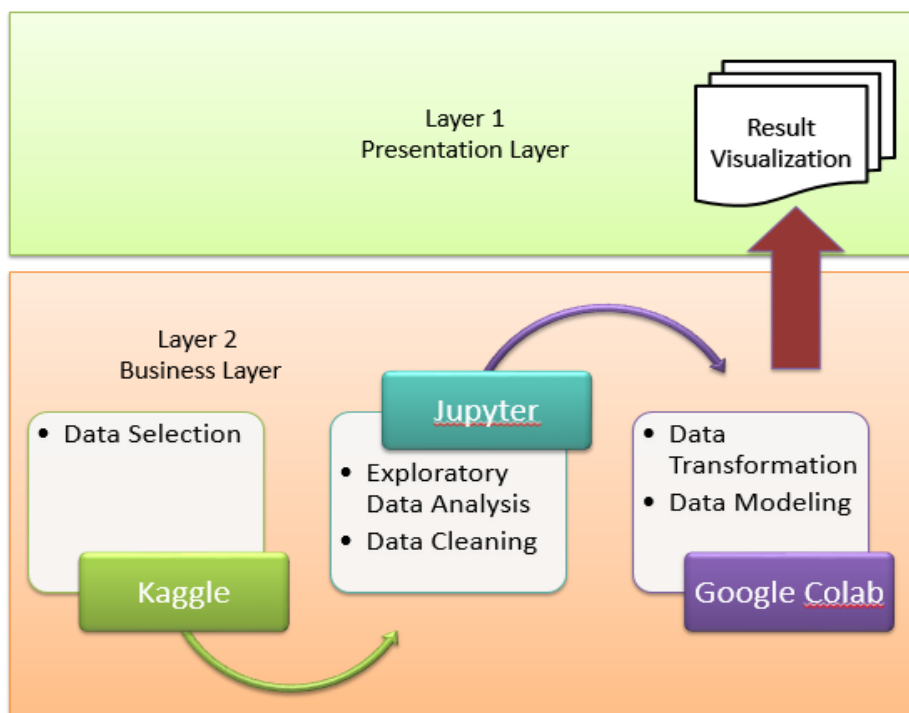 Layer 1
Presentation Layer
Result
Visualization
Layer 2
Business Layer
• Data Selection
Kaggle
Jupyter
• Exploratory
Data Analysis
• Data Cleaning
• Data
Transformation
• Data Modeling
Google Colab